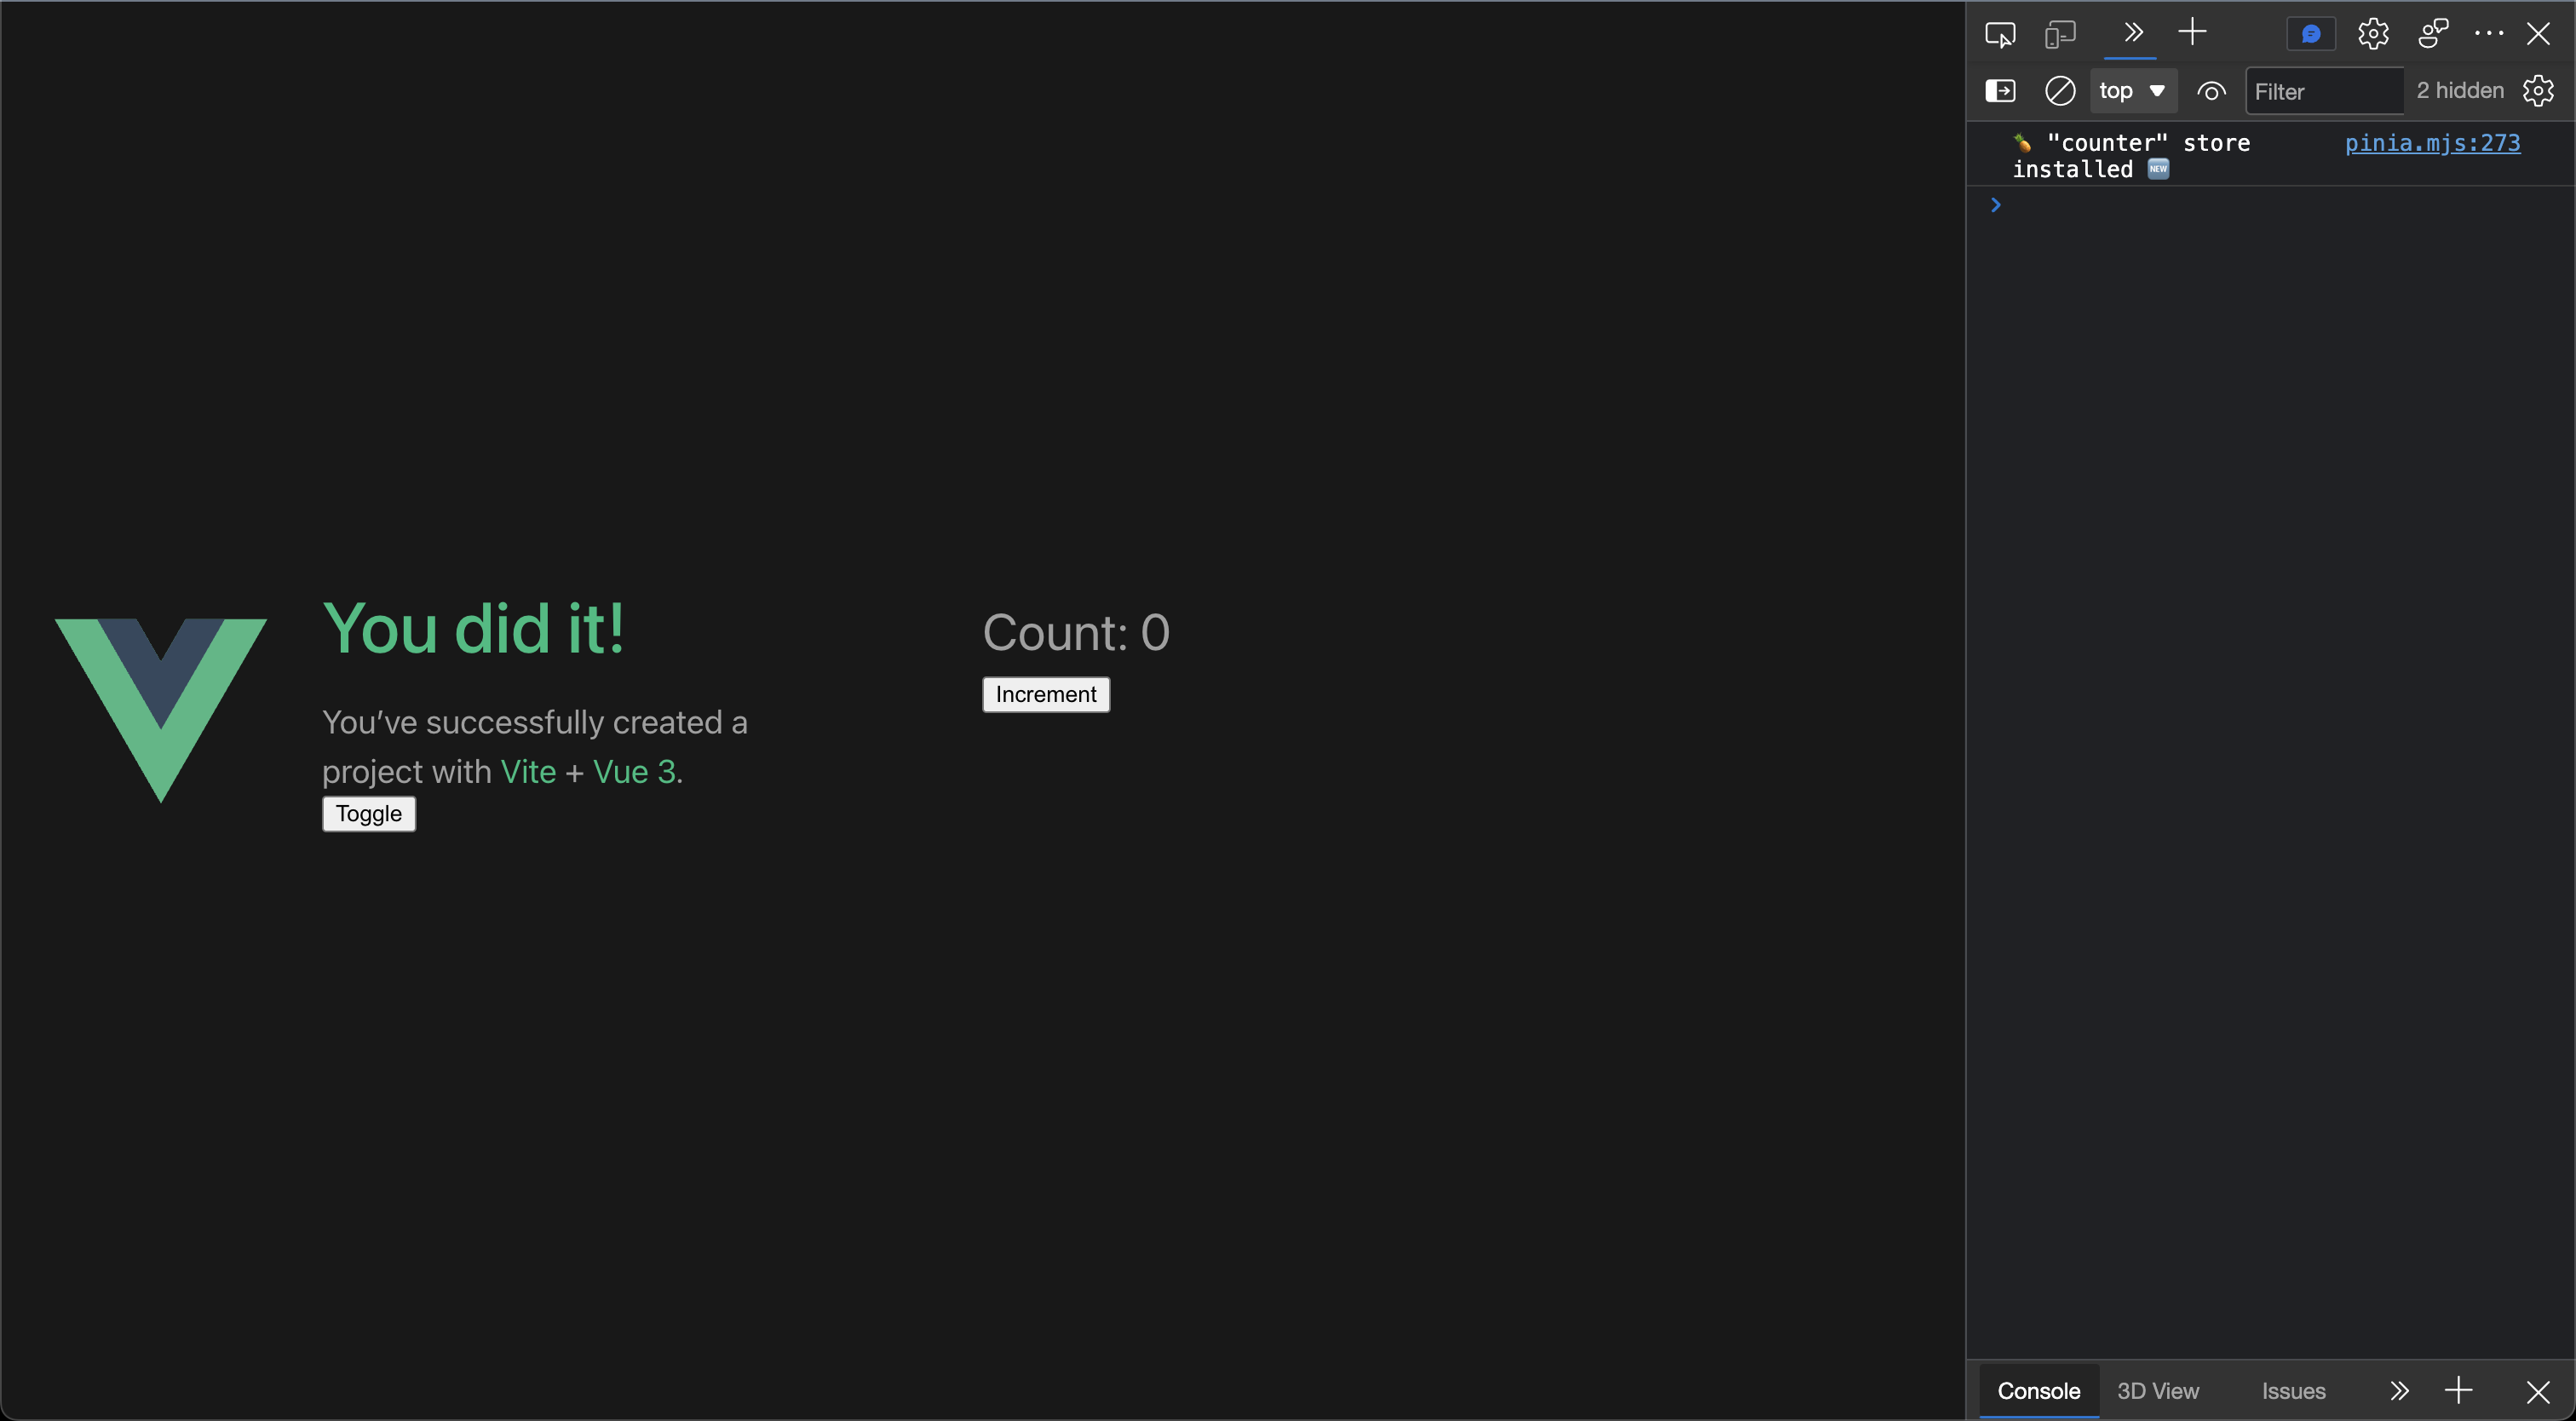 You did it!
You’ve successfully created a
project with Vite + Vue 3.
Toggle
Count: 0
Increment
top
Filter
2 hidden
🍍 "counter" store
installed 🆕
pinia.mjs:273
Console
3D View
Issues